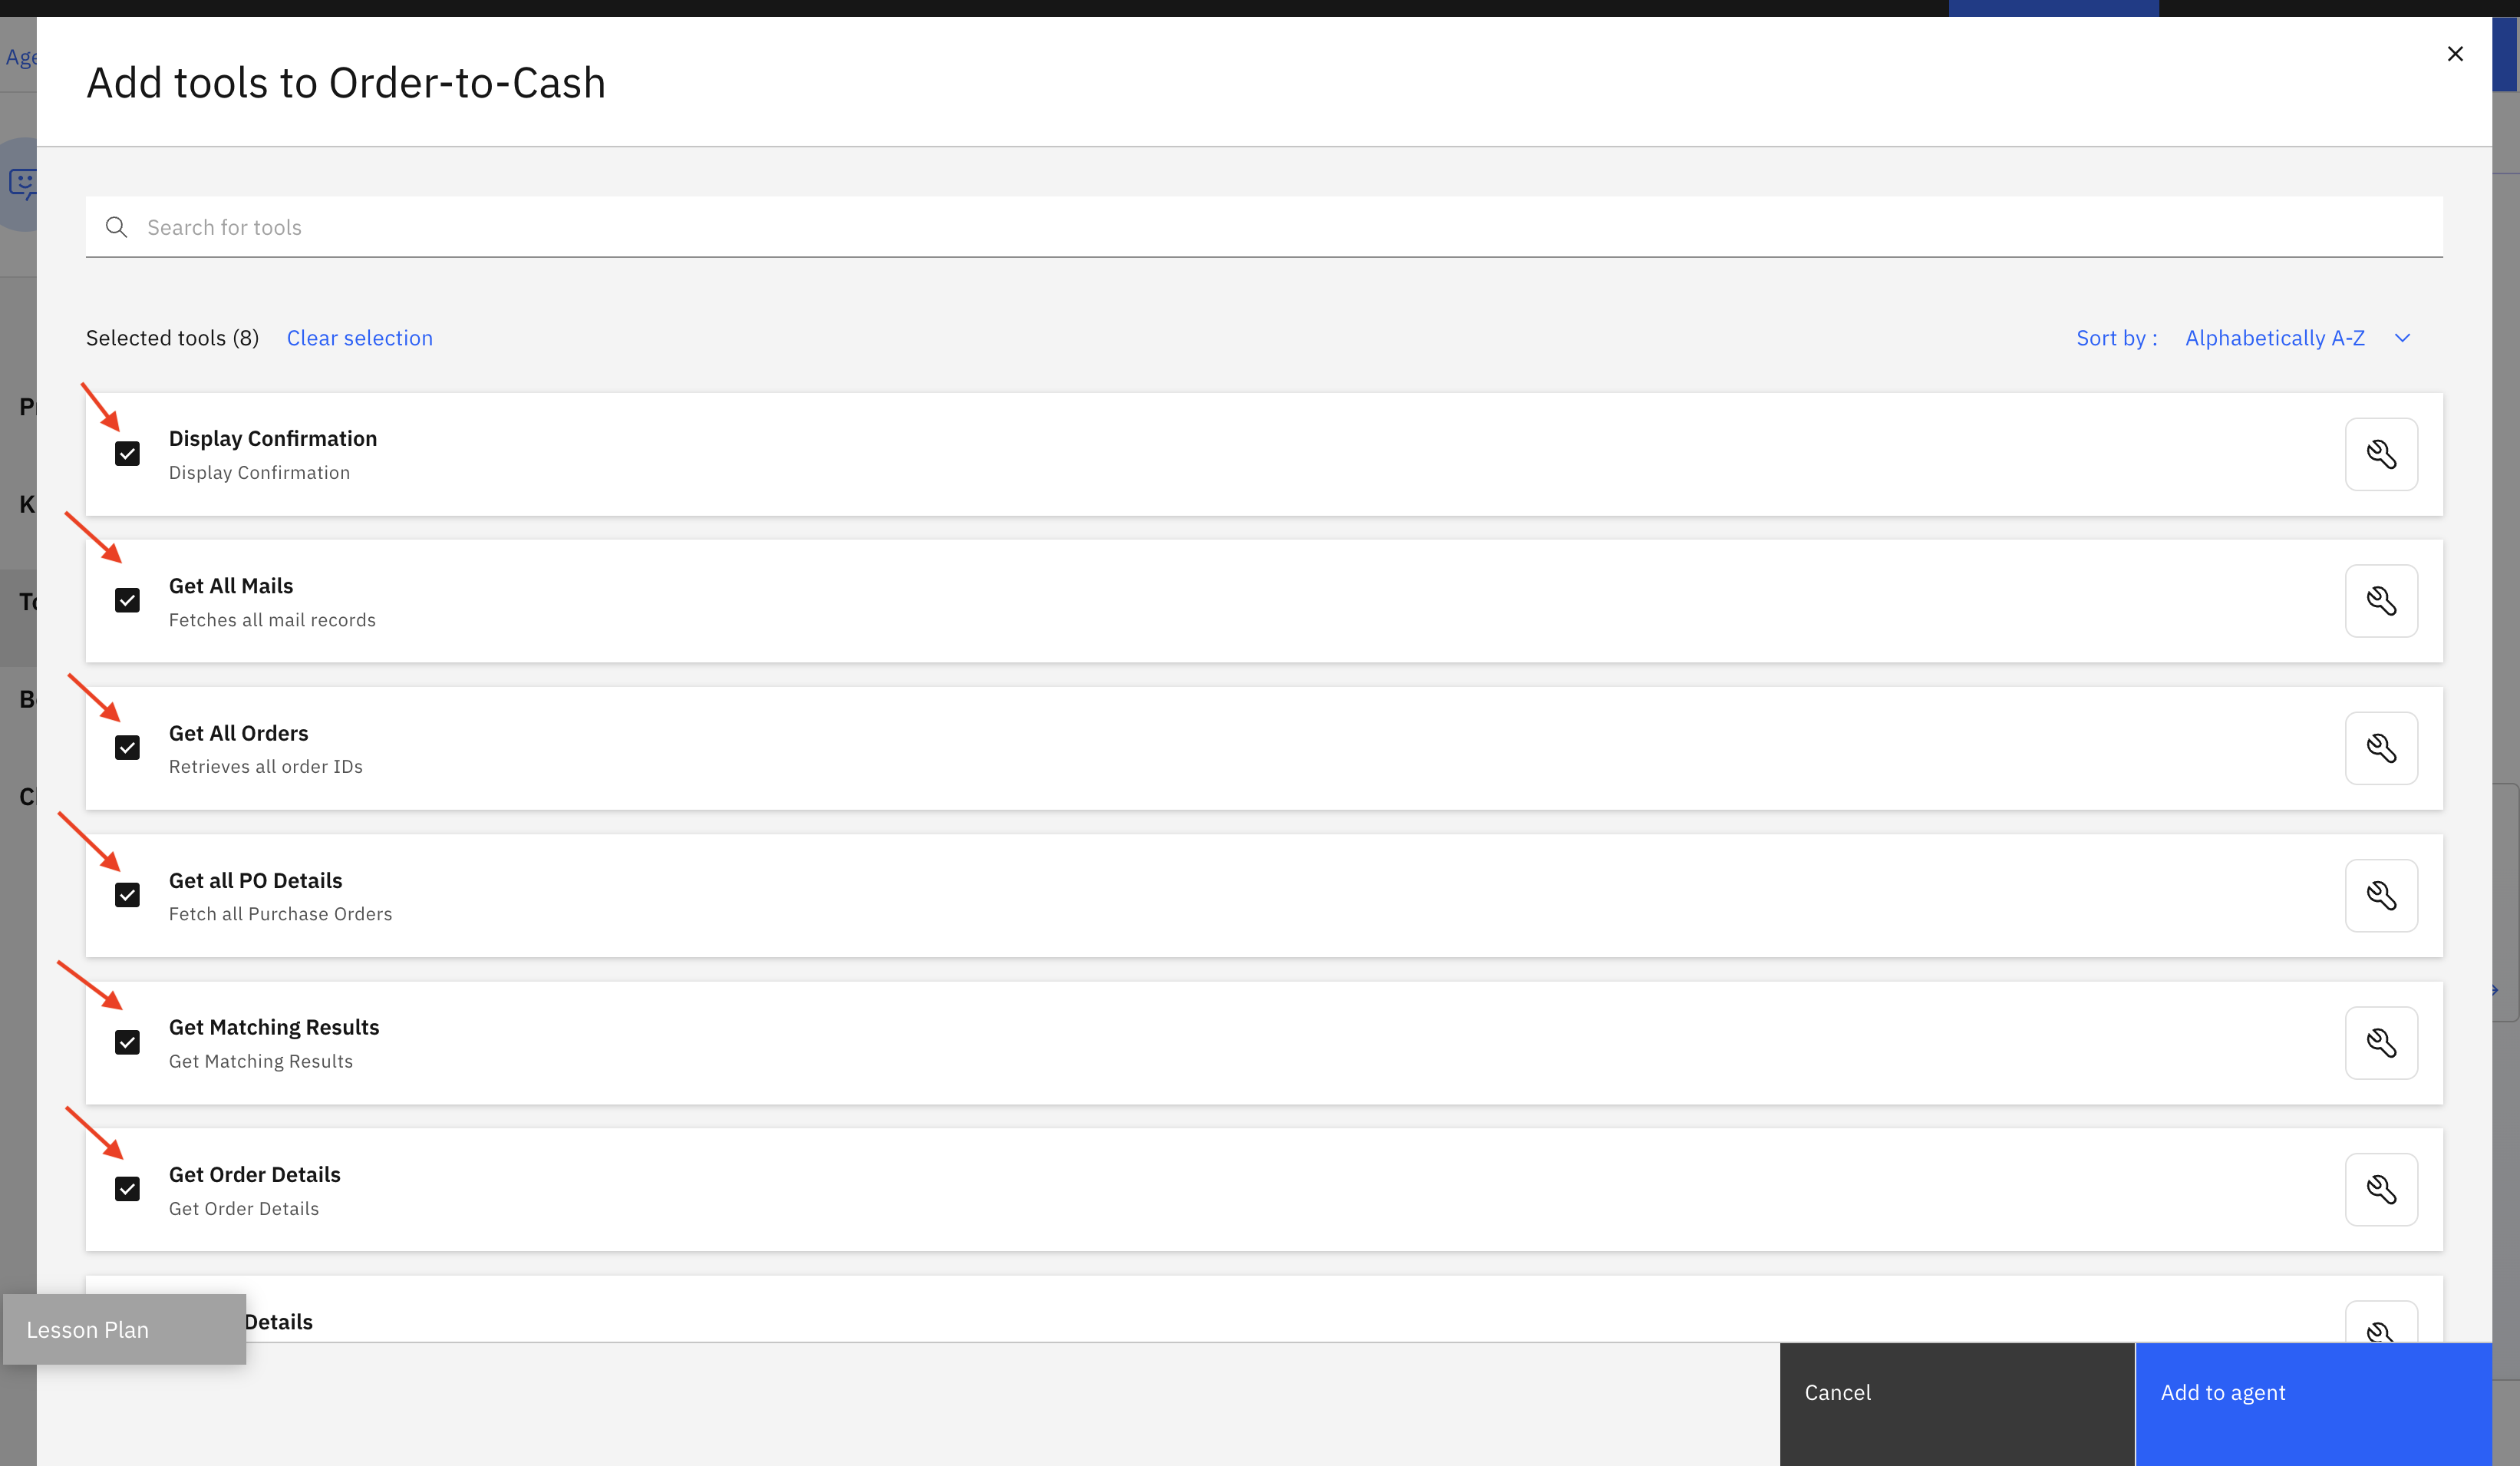 Add tools to Order-to-Cash
Search for tools
Selected tools (8) Clear selection Sort by : Alphabetically A-Z
Display Confirmation
Display Confirmation
Get All Mails
Fetches all mail records
Get All Orders
Retrieves all order IDs
Get all PO Details
Fetch all Purchase Orders
Get Matching Results
Get Matching Results
Get Order Details
Get Order Details
Details
Lesson Plan
Cancel Add to agent